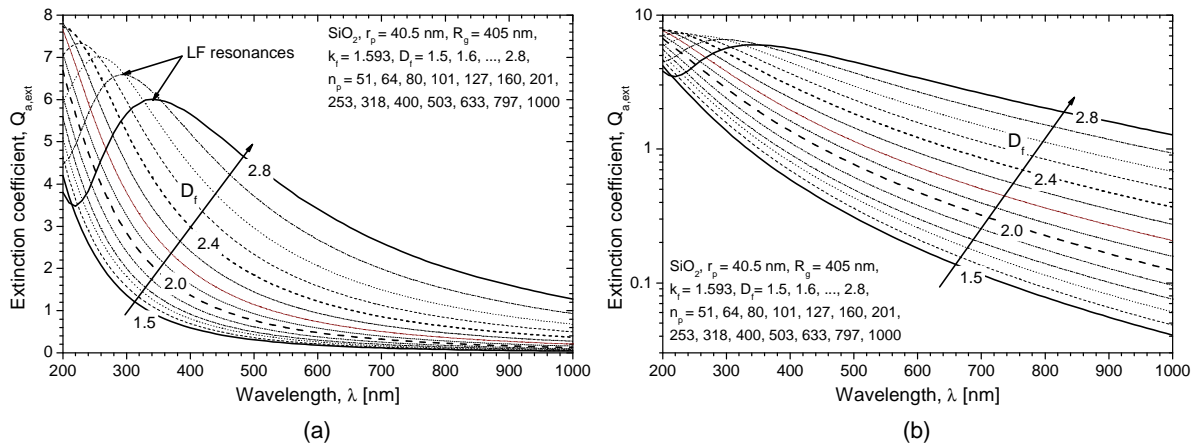 8
7
6
5
4
3
2
1
0
Extinction coefficient, Q_a,ext
LF resonances
SiO₂, r_p = 40.5 nm, R_g = 405 nm,
k_f = 1.593, D_f = 1.5, 1.6, ..., 2.8,
n_p = 51, 64, 80, 101, 127, 160, 201,
253, 318, 400, 503, 633, 797, 1000
2.8
D_f
2.4
2.0
1.5
200 300 400 500 600 700 800 900 1000
Wavelength, λ [nm]
(a)
10
1
0.1
Extinction coefficient, Q_a,ext
2.8
D_f
2.4
2.0
1.5
SiO₂, r_p = 40.5 nm, R_g = 405 nm,
k_f = 1.593, D_f = 1.5, 1.6, ..., 2.8,
n_p = 51, 64, 80, 101, 127, 160, 201,
253, 318, 400, 503, 633, 797, 1000
200 300 400 500 600 700 800 900 1000
Wavelength, λ [nm]
(b)